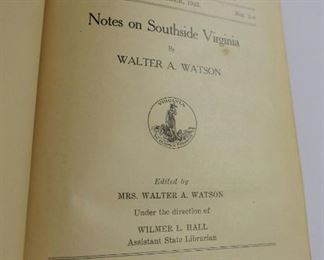 Notes on Southside Virginia
By
WALTER A. WATSON
VIRGINIA
Edited by
MRS. WALTER A. WATSON
Under the direction of
WILMER L. HALL
Assistant State Librarian